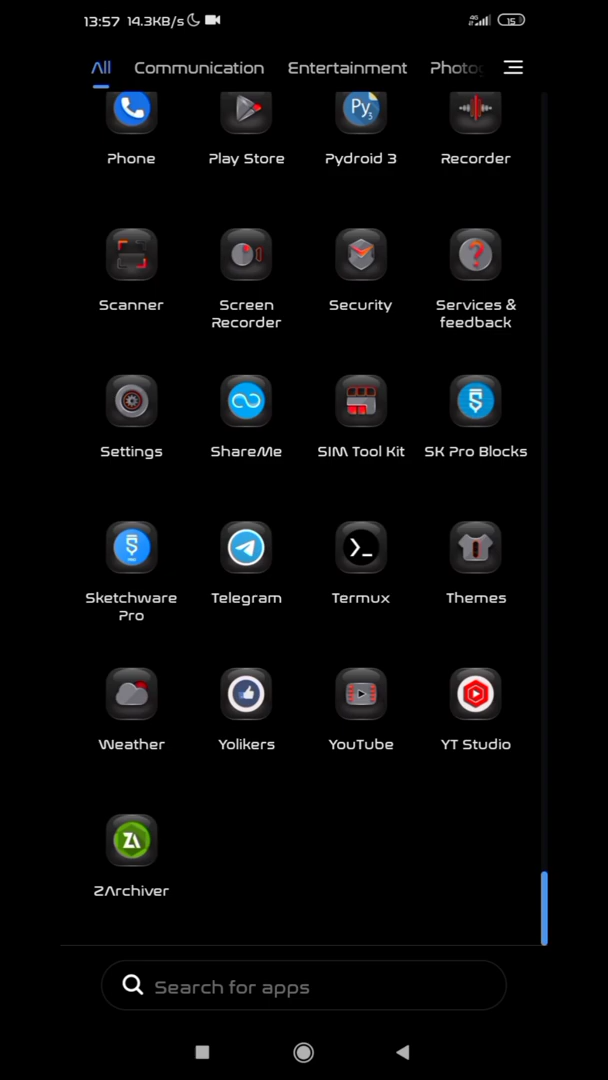 13:57 14.3KB/s 4G 15
All Communication Entertainment Photo
Phone Play Store Pydroid 3 Recorder
Scanner Screen Recorder Security Services & feedback
Settings ShareMe SIM Tool Kit SK Pro Blocks
Sketchware Pro Telegram Termux Themes
Weather Yolikers YouTube YT Studio
ZArchiver
Search for apps